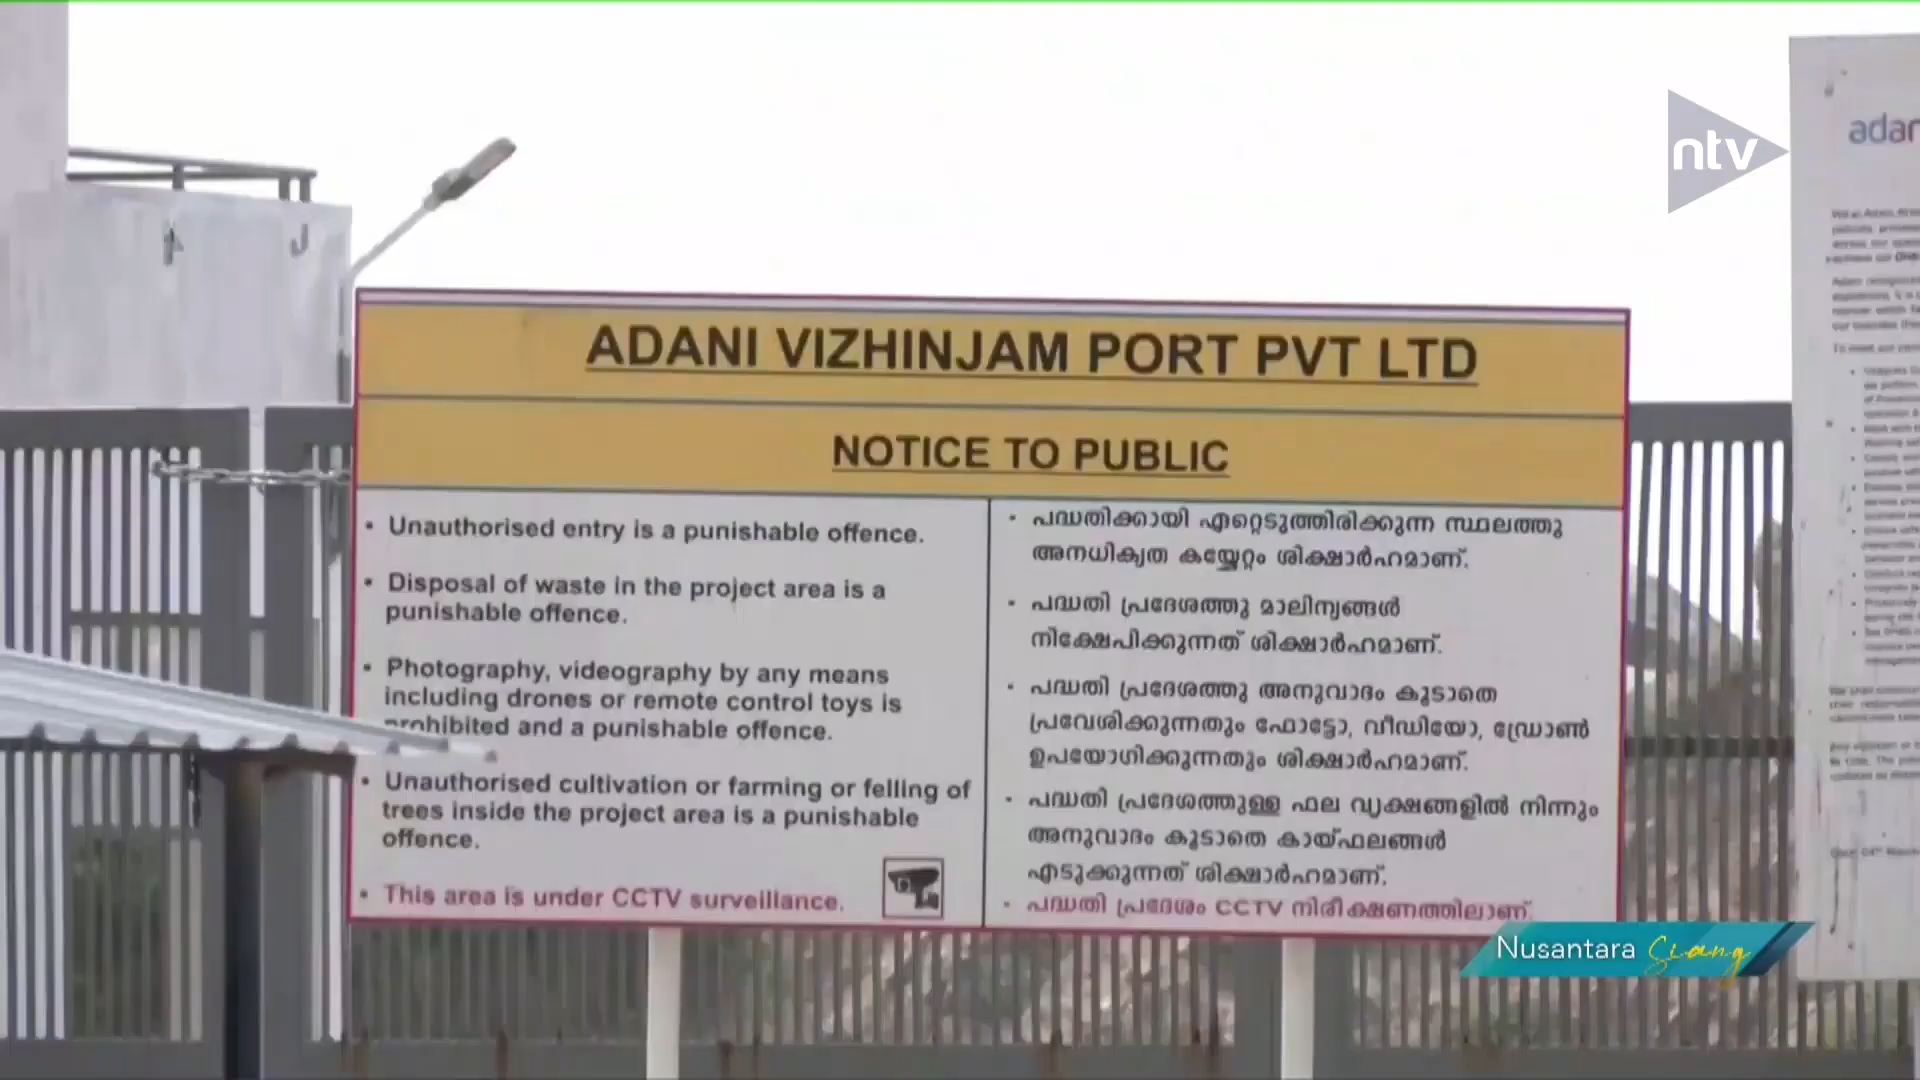 ntv
adan
ADANI VIZHINJAM PORT PVT LTD
NOTICE TO PUBLIC
• Unauthorised entry is a punishable offence.
• Disposal of waste in the project area is a
punishable offence.
• Photography, videography by any means
including drones or remote control toys is
prohibited and a punishable offence.
• Unauthorised cultivation or farming or felling of
trees inside the project area is a punishable
offence.
• This area is under CCTV surveillance.
• പദ്ധതിക്കായി ഏറ്റെടുത്തിരിക്കുന്ന സ്ഥലത്തു
അനധികൃത കയ്യേറ്റം ശിക്ഷാർഹമാണ്.
• പദ്ധതി പ്രദേശത്തു മാലിന്യങ്ങൾ
നിക്ഷേപിക്കുന്നത് ശിക്ഷാർഹമാണ്.
• പദ്ധതി പ്രദേശത്തു അനുവാദം കൂടാതെ
പ്രവേശിക്കുന്നതും ഫോട്ടോ, വീഡിയോ, ഡ്രോൺ
ഉപയോഗിക്കുന്നതും ശിക്ഷാർഹമാണ്.
• പദ്ധതി പ്രദേശത്തുള്ള ഫല വൃക്ഷങ്ങളിൽ നിന്നും
അനുവാദം കൂടാതെ കായ്ഫലങ്ങൾ
എടുക്കുന്നത് ശിക്ഷാർഹമാണ്.
• പദ്ധതി പ്രദേശം CCTV നിരീക്ഷണത്തിലാണ്.
Nusantara Siang